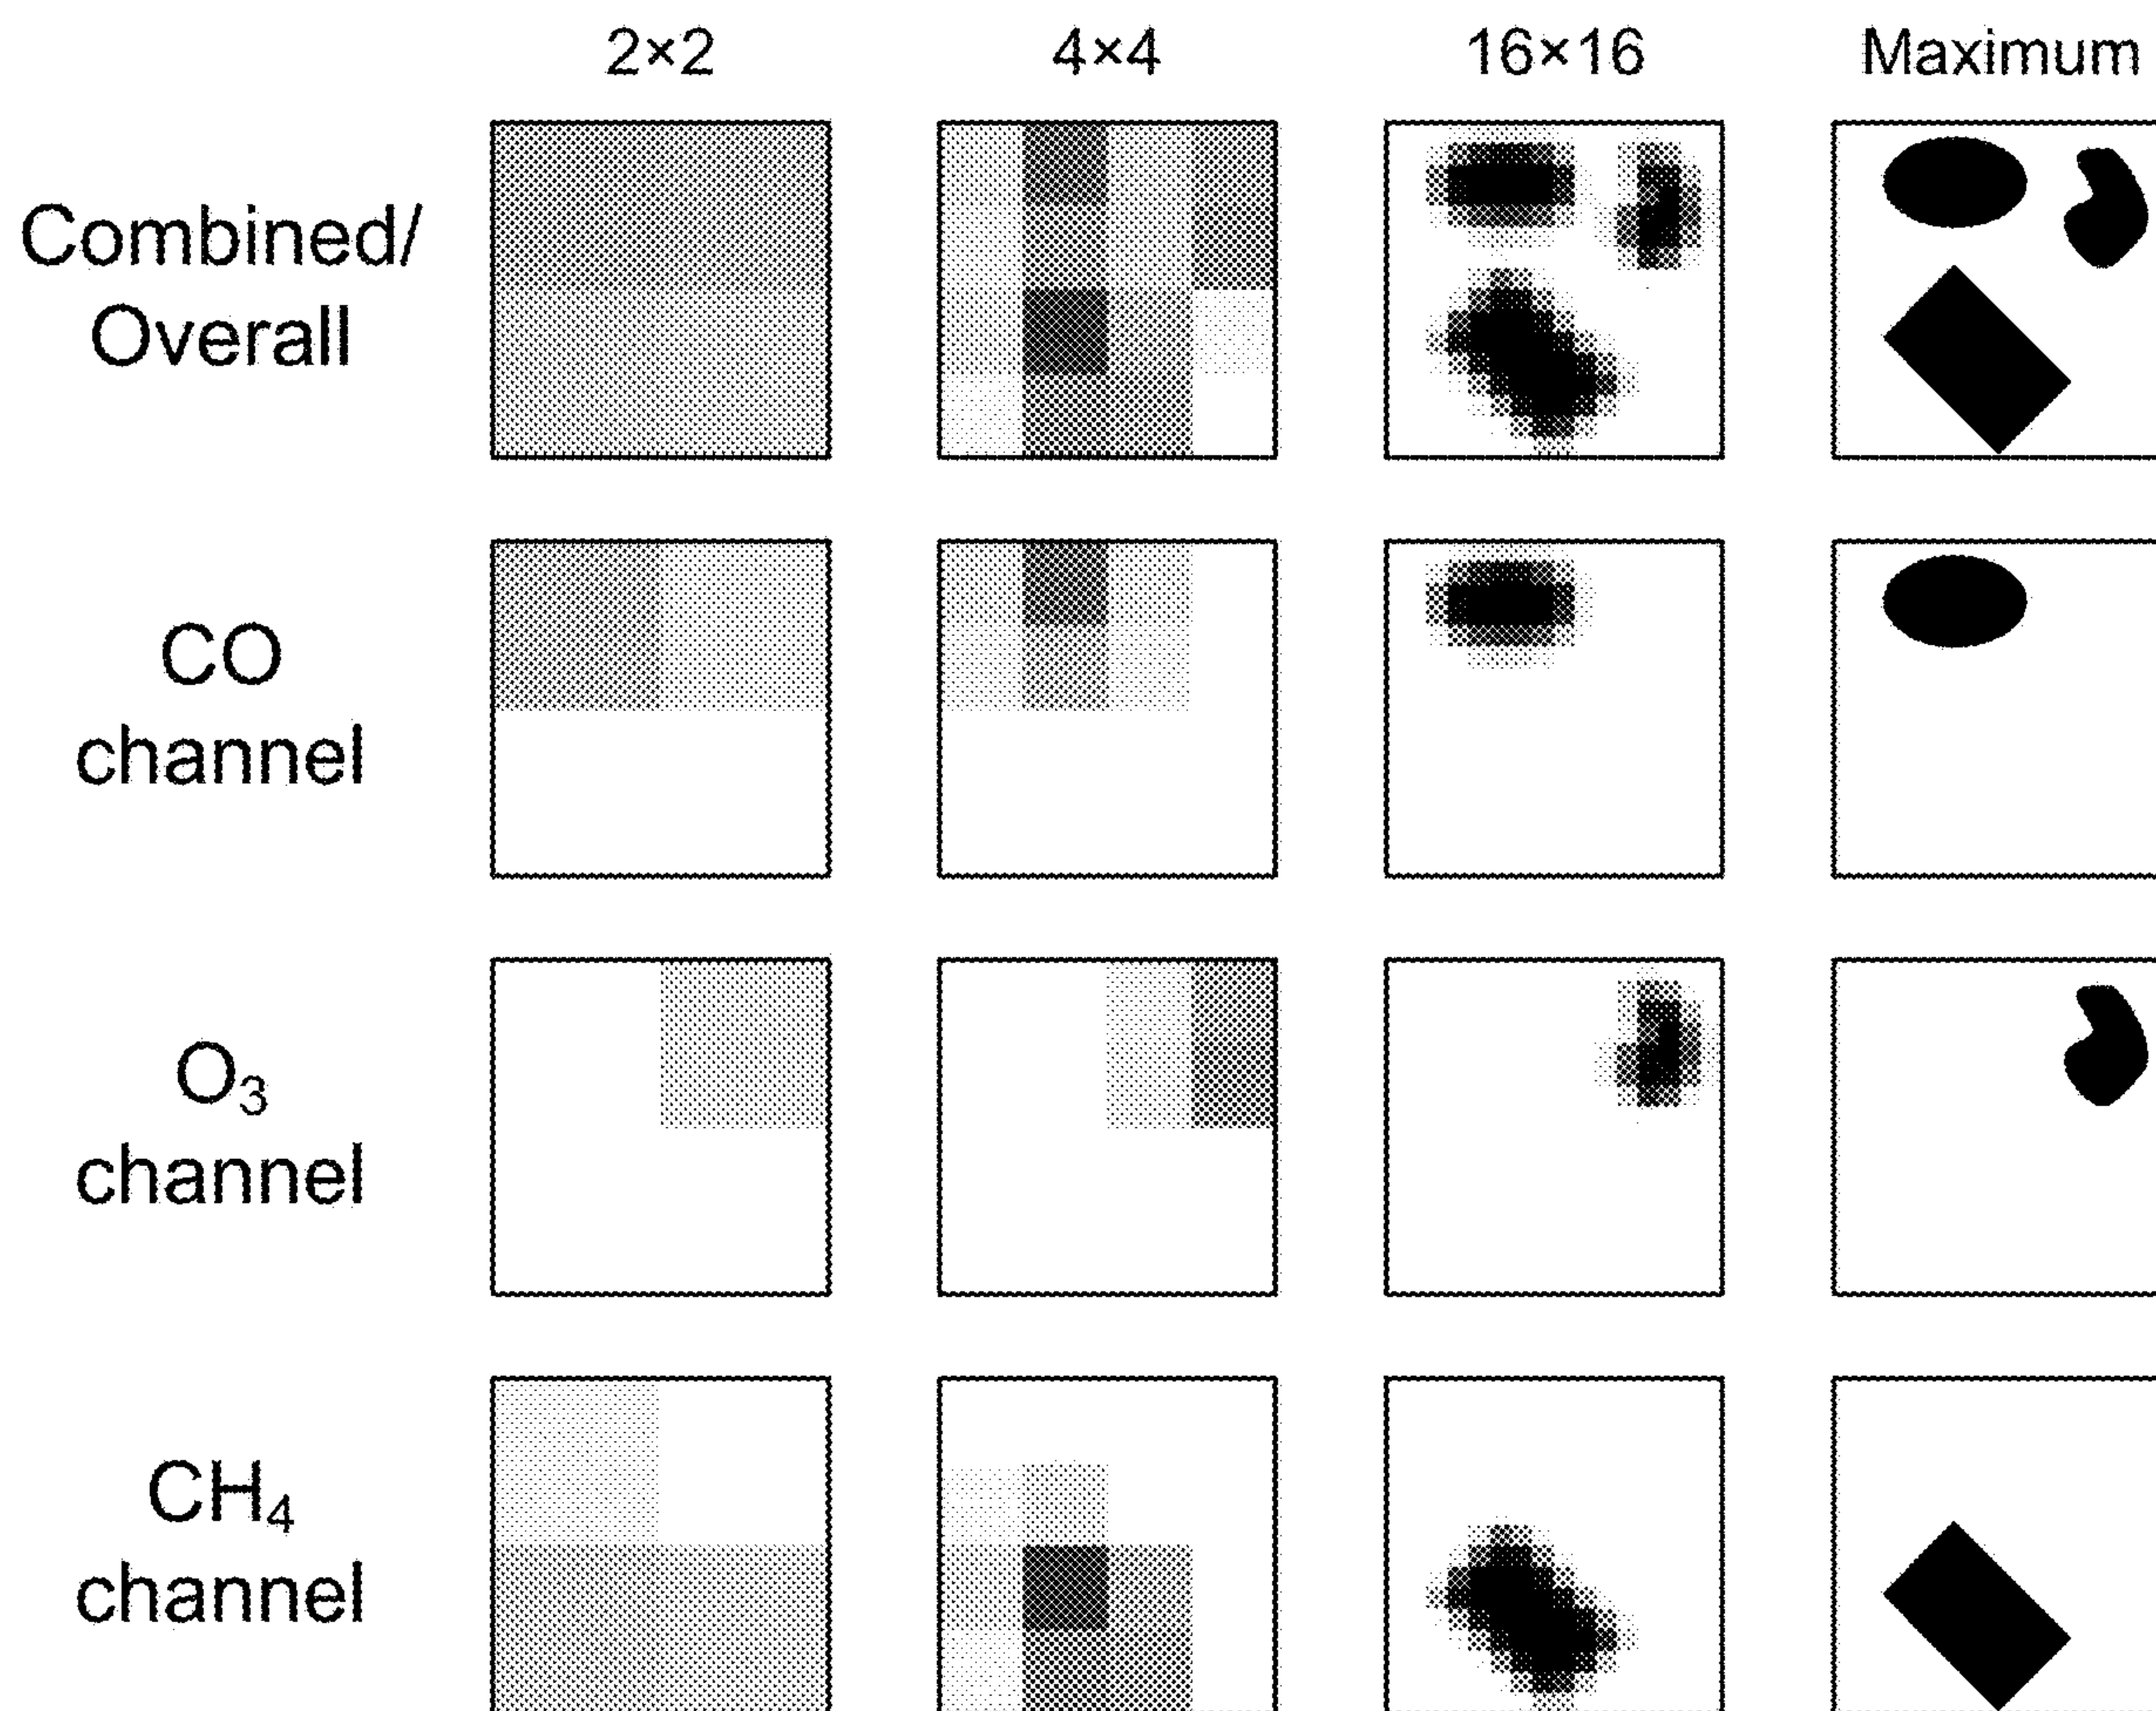 2×2 4×4 16×16 Maximum
Combined/
Overall
CO
channel
O₃
channel
CH₄
channel